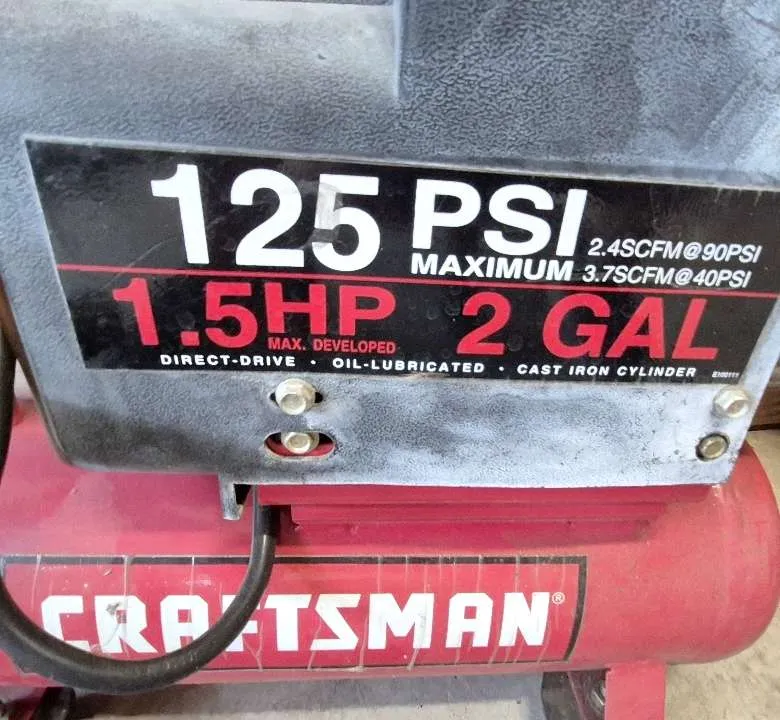 125 PSI
MAXIMUM
2.4SCFM@90PSI
3.7SCFM@40PSI
1.5HP
MAX. DEVELOPED
2 GAL
DIRECT-DRIVE · OIL-LUBRICATED · CAST IRON CYLINDER
E100111
CRAFTSMAN®